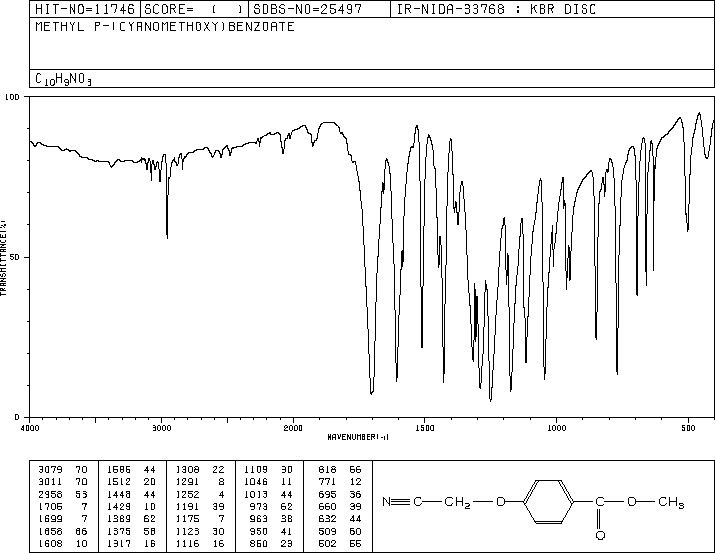 HIT-NO=11746 SCORE= ( ) SDBS-NO=25497 IR-NIDA-33768 : KBR DISC
METHYL P-(CYANOMETHOXY)BENZOATE
C10H9NO3
100
50
0
TRANSMITTANCE(%)
4000 3000 2000 1500 1000 500
WAVENUMBER(-1)
3079 70 1586 44 1308 22 1109 30 818 66
3011 70 1512 20 1291 8 1046 11 771 12
2958 53 1448 44 1252 4 1013 44 695 36
1705 7 1429 10 1191 39 973 62 660 39
1699 7 1389 62 1175 7 963 38 632 44
1658 66 1375 58 1123 30 950 41 509 60
1608 10 1317 16 1116 16 850 23 502 55
N≡C—CH2—O C—O—CH3
O